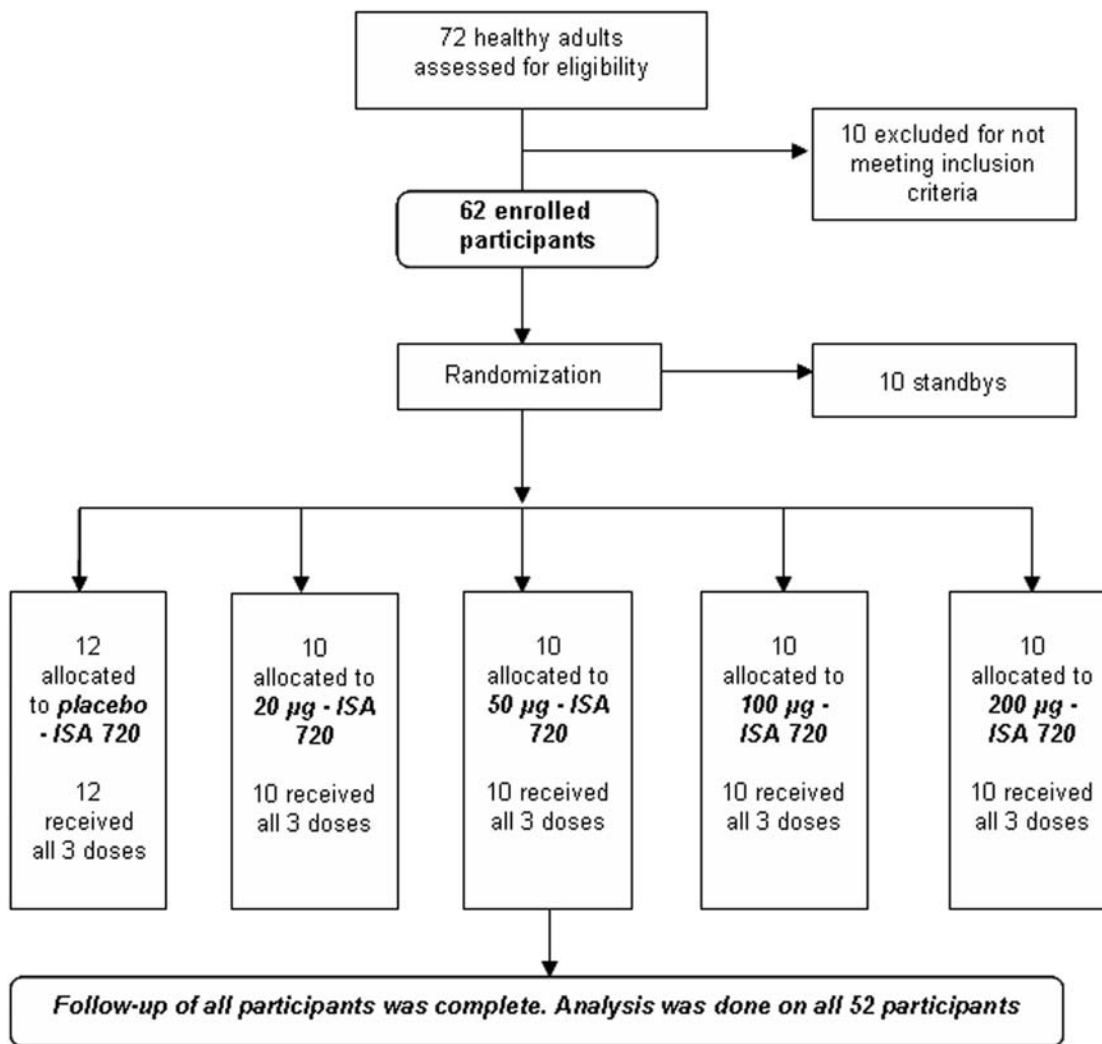 72 healthy adults
assessed for eligibility
10 excluded for not
meeting inclusion
criteria
62 enrolled
participants
Randomization
10 standbys
12
allocated
to placebo
- ISA 720
12
received
all 3 doses
10
allocated to
20 µg - ISA
720
10 received
all 3 doses
10
allocated to
50 µg - ISA
720
10 received
all 3 doses
10
allocated to
100 µg -
ISA 720
10 received
all 3 doses
10
allocated to
200 µg -
ISA 720
10 received
all 3 doses
Follow-up of all participants was complete. Analysis was done on all 52 participants